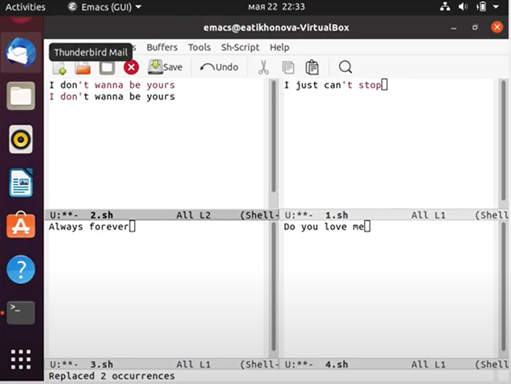 Activities
Emacs (GUI)
мая 22 22:33
emacs@eatikhonova-VirtualBox
Thunderbird Mail
Buffers Tools Sh-Script Help
Save Undo
I don't wanna be yours
I don't wanna be yours
U:**- 2.sh All L2 (Shell-
I just can't stop
U:**- 1.sh All L1 (Shell
Always forever
U:**- 3.sh All L1 (Shell-
Do you love me
U:**- 4.sh All L1 (Shell
Replaced 2 occurrences